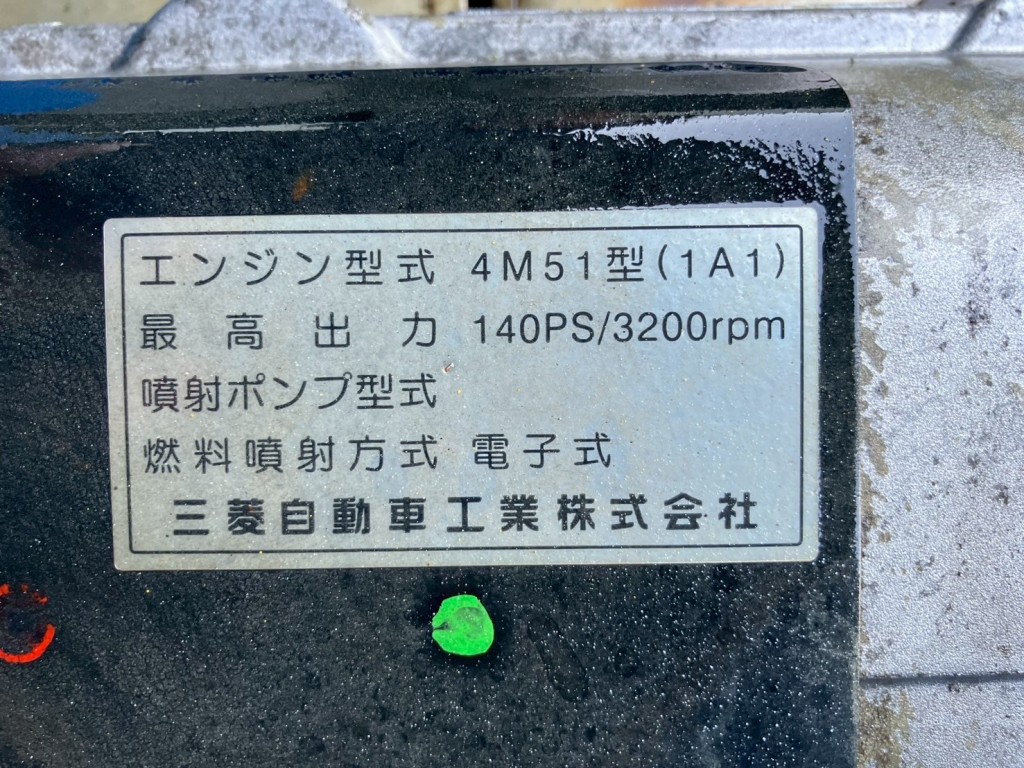 エンジン型式 4M51型(1A1)
最高出力 140PS/3200rpm
噴射ポンプ型式
燃料噴射方式 電子式
三菱自動車工業株式会社